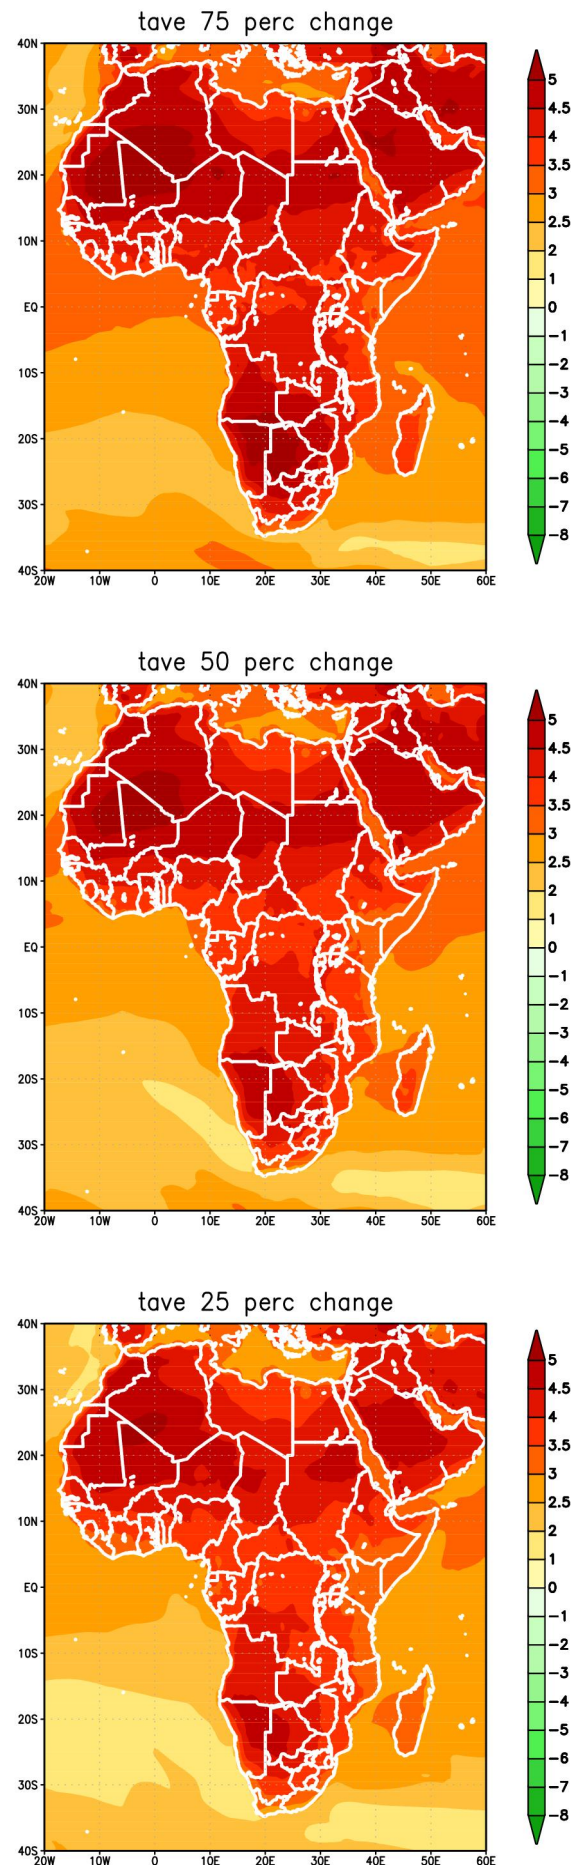 tave 75 perc change
40N
30N
20N
10N
EQ
10S
20S
30S
40S
20W 10W 0 10E 20E 30E 40E 50E 60E
5
4.5
4
3.5
3
2.5
2
1
0
−1
−2
−3
−4
−5
−6
−7
−8
tave 50 perc change
40N
30N
20N
10N
EQ
10S
20S
30S
40S
20W 10W 0 10E 20E 30E 40E 50E 60E
5
4.5
4
3.5
3
2.5
2
1
0
−1
−2
−3
−4
−5
−6
−7
−8
tave 25 perc change
40N
30N
20N
10N
EQ
10S
20S
30S
40S
20W 10W 0 10E 20E 30E 40E 50E 60E
5
4.5
4
3.5
3
2.5
2
1
0
−1
−2
−3
−4
−5
−6
−7
−8